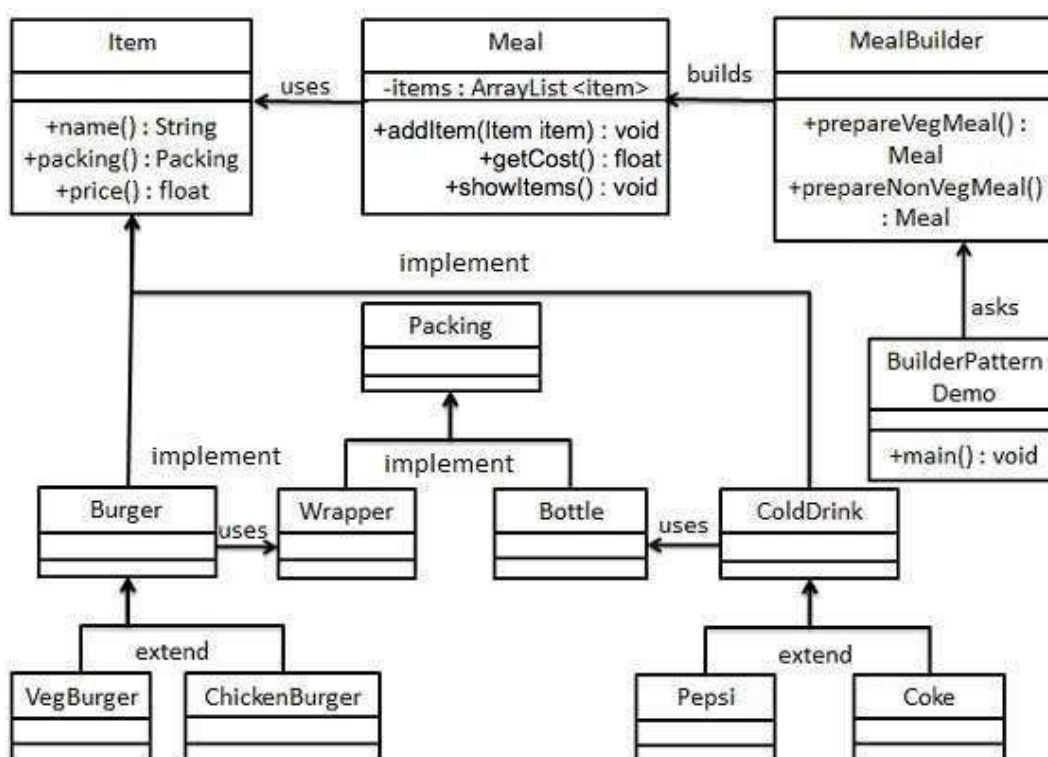 Item
+name() : String
+packing() : Packing
+price() : float
uses
Meal
-items : ArrayList <item>
+addItem(Item item) : void
+getCost() : float
+showItems() : void
builds
MealBuilder
+prepareVegMeal() :
Meal
+prepareNonVegMeal()
: Meal
implement
asks
Packing
BuilderPattern
Demo
+main() : void
implement
implement
Burger
uses
Wrapper
Bottle
uses
ColdDrink
extend
extend
VegBurger
ChickenBurger
Pepsi
Coke